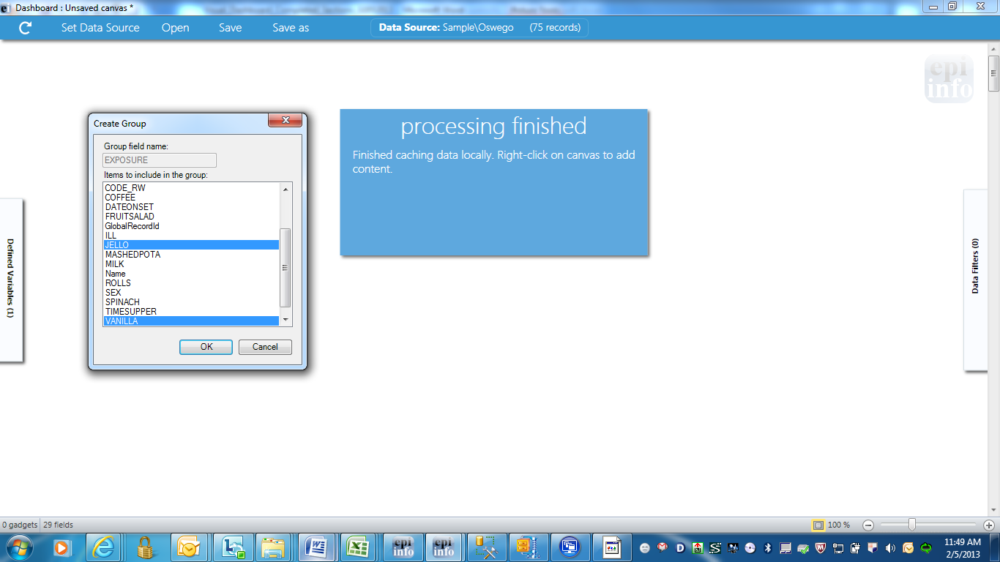 Dashboard : Unsaved canvas *
Set Data Source Open Save Save as Data Source: Sample\Oswego (75 records)
epi
info
Create Group
Group field name:
EXPOSURE
Items to include in the group:
CODE_RW
COFFEE
DATEONSET
FRUITSALAD
GlobalRecordId
ILL
JELLO
MASHEDPOTA
MILK
Name
ROLLS
SEX
SPINACH
TIMESUPPER
VANILLA
OK Cancel
processing finished
Finished caching data locally. Right-click on canvas to add
content.
Defined Variables (1)
Data Filters (0)
0 gadgets 29 fields
100 %
epi
info
epi
info
11:49 AM
2/5/2013